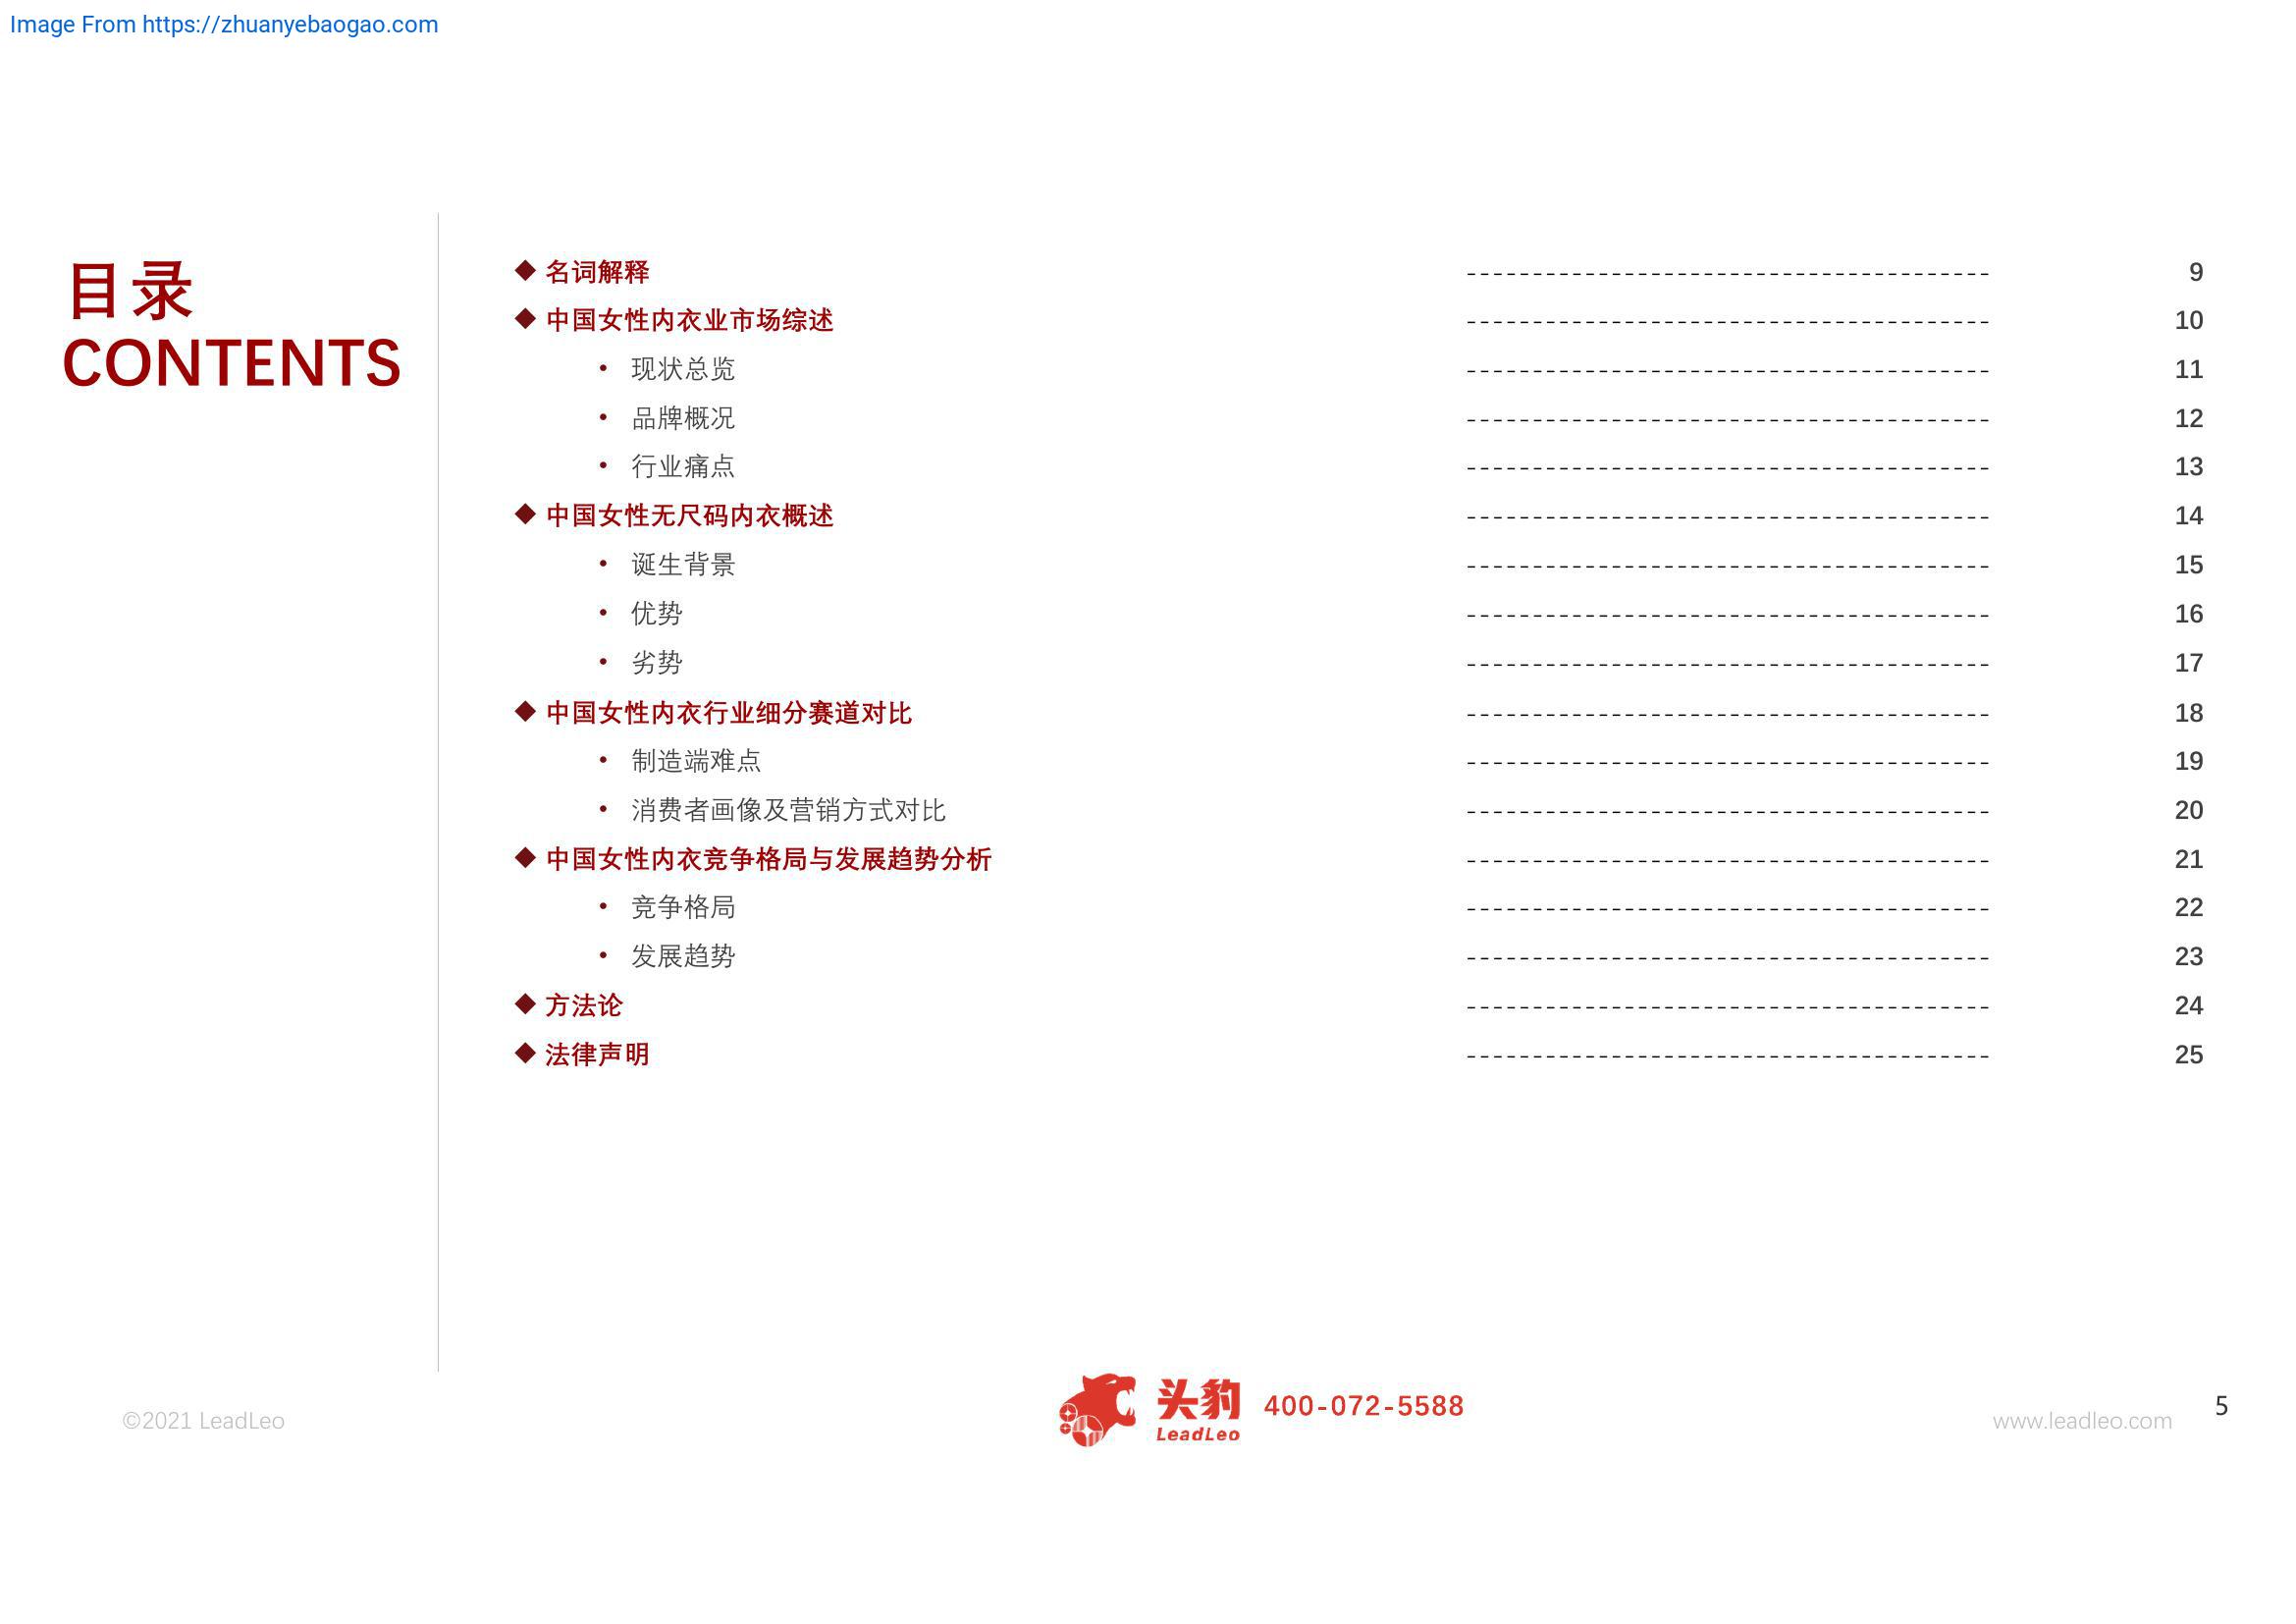 Image From https://zhuanyebaogao.com
目录
CONTENTS
◆ 名词解释 ---------------------------------------- 9
◆ 中国女性内衣业市场综述 ---------------------------------------- 10
• 现状总览 ---------------------------------------- 11
• 品牌概况 ---------------------------------------- 12
• 行业痛点 ---------------------------------------- 13
◆ 中国女性无尺码内衣概述 ---------------------------------------- 14
• 诞生背景 ---------------------------------------- 15
• 优势 ---------------------------------------- 16
• 劣势 ---------------------------------------- 17
◆ 中国女性内衣行业细分赛道对比 ---------------------------------------- 18
• 制造端难点 ---------------------------------------- 19
• 消费者画像及营销方式对比 ---------------------------------------- 20
◆ 中国女性内衣竞争格局与发展趋势分析 ---------------------------------------- 21
• 竞争格局 ---------------------------------------- 22
• 发展趋势 ---------------------------------------- 23
◆ 方法论 ---------------------------------------- 24
◆ 法律声明 ---------------------------------------- 25
©2021 LeadLeo
头豹
LeadLeo
400-072-5588
www.leadleo.com
5